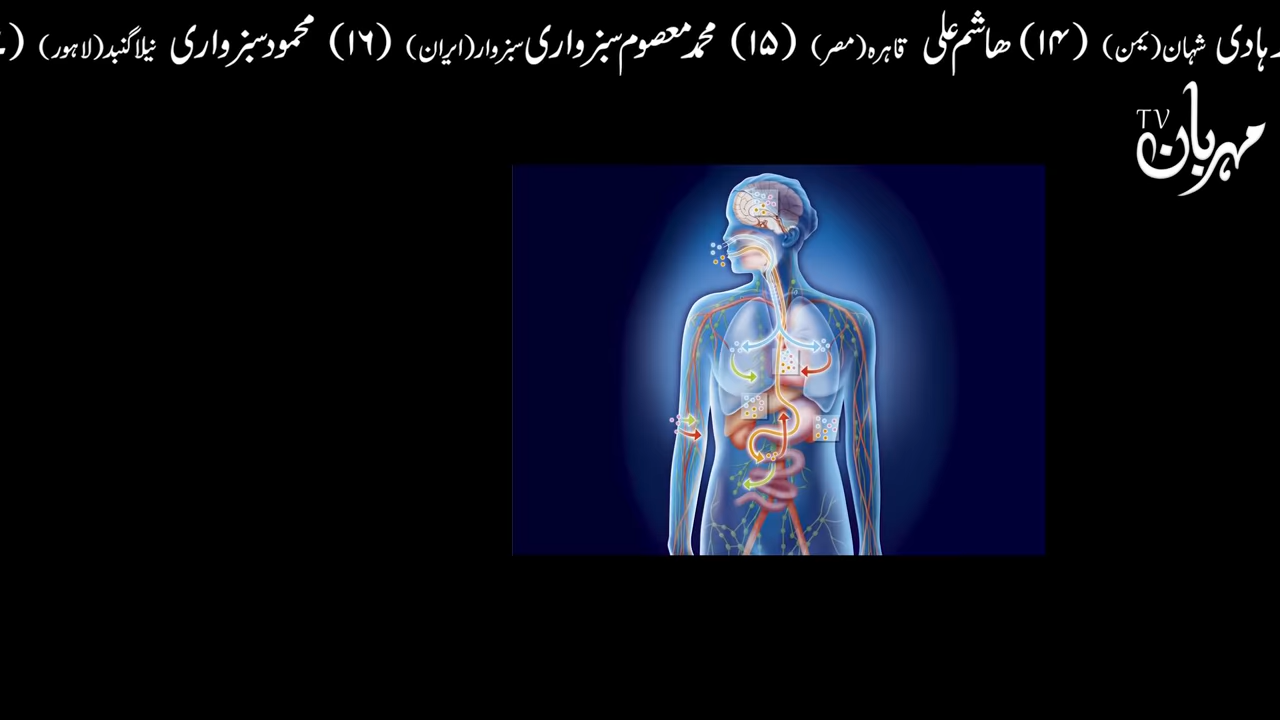 ہادی شہان(یمن) (۱۴) ھاشم علی قاہرہ(مصر) (۱۵) محمد معصوم سبزواری سبزوار(ایران) (۱۶) محمود سبزواری نیلا گنبد(لاہور)
مہربان TV